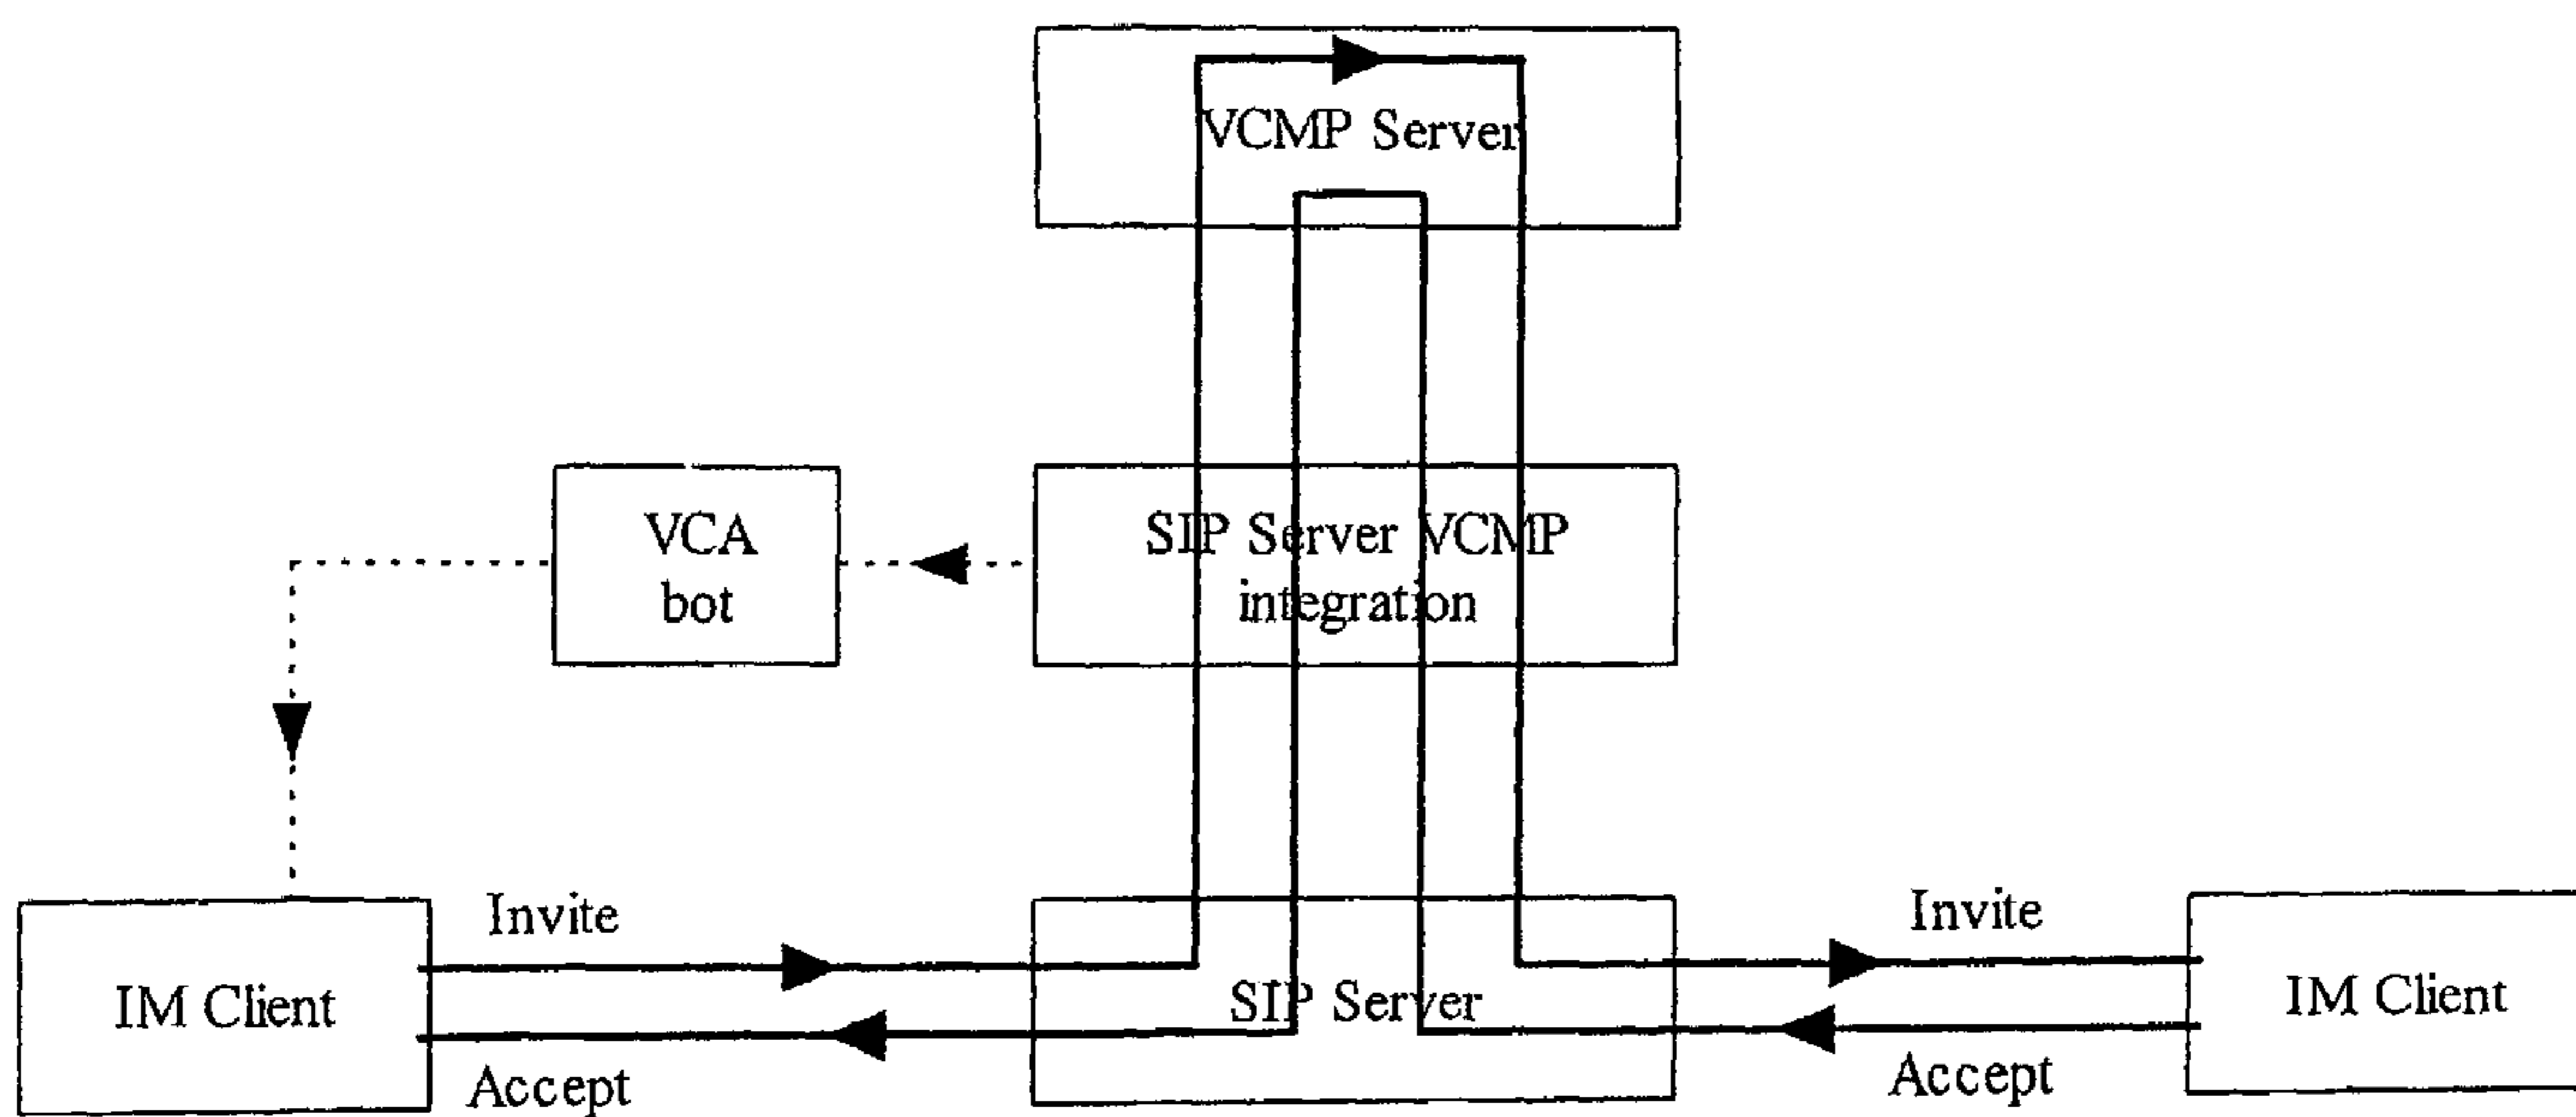 VCMP Server
VCA
bot
SIP Server VCMP
integration
Invite
Invite
IM Client
SIP Server
IM Client
Accept
Accept